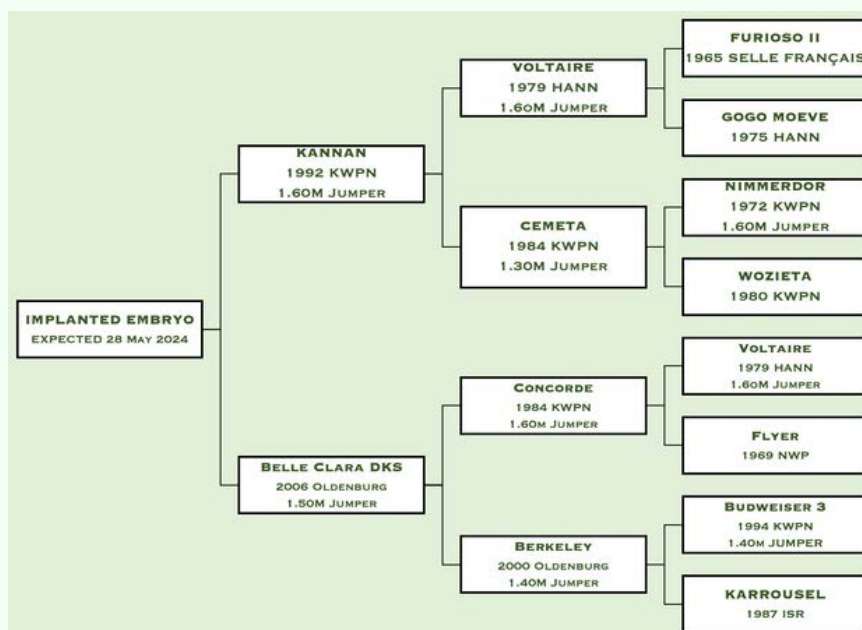 FURIOSO II
1965 SELLE FRANÇAIS
VOLTAIRE
1979 HANN
1.60M JUMPER
GOGO MOEVE
1975 HANN
KANNAN
1992 KWPN
1.60M JUMPER
NIMMERDOR
1972 KWPN
1.60M JUMPER
CEMETA
1984 KWPN
1.30M JUMPER
WOZIETA
1980 KWPN
IMPLANTED EMBRYO
EXPECTED 28 MAY 2024
VOLTAIRE
1979 HANN
1.60M JUMPER
CONCORDE
1984 KWPN
1.60M JUMPER
FLYER
1969 NWP
BELLE CLARA DKS
2006 OLDENBURG
1.50M JUMPER
BUDWEISER 3
1994 KWPN
1.40M JUMPER
BERKELEY
2000 OLDENBURG
1.40M JUMPER
KARROUSEL
1987 ISR